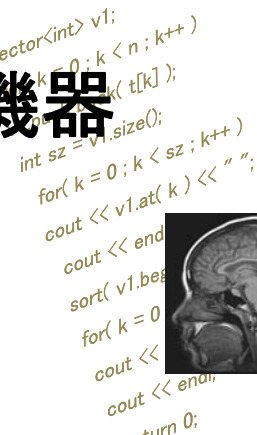 ector<int> v1;
k = 0 ; k < n ; k++ )
機器
ck( t[k] );
int sz = v1.size();
for( k = 0 ; k < sz ; k++ )
cout << v1.at( k ) << " ";
cout << end
sort( v1.beg
for( k = 0
cout <<
cout << endl;
turn 0;